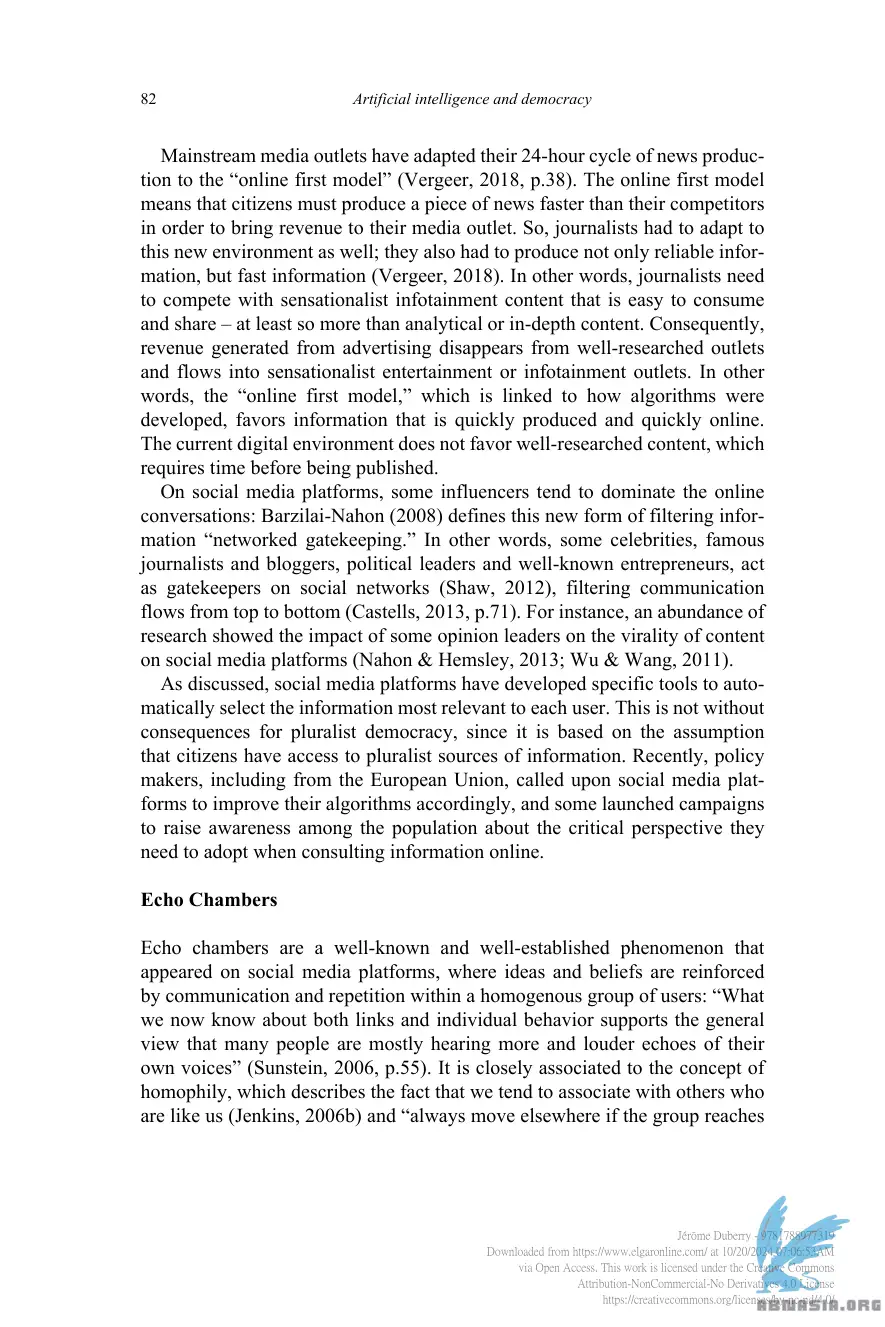 82
Artificial intelligence and democracy
Mainstream media outlets have adapted their 24-hour cycle of news produc-
tion to the “online first model” (Vergeer, 2018, p.38). The online first model
means that citizens must produce a piece of news faster than their competitors
in order to bring revenue to their media outlet. So, journalists had to adapt to
this new environment as well; they also had to produce not only reliable infor-
mation, but fast information (Vergeer, 2018). In other words, journalists need
to compete with sensationalist infotainment content that is easy to consume
and share – at least so more than analytical or in-depth content. Consequently,
revenue generated from advertising disappears from well-researched outlets
and flows into sensationalist entertainment or infotainment outlets. In other
words, the “online first model,” which is linked to how algorithms were
developed, favors information that is quickly produced and quickly online.
The current digital environment does not favor well-researched content, which
requires time before being published.
On social media platforms, some influencers tend to dominate the online
conversations: Barzilai-Nahon (2008) defines this new form of filtering infor-
mation “networked gatekeeping.” In other words, some celebrities, famous
journalists and bloggers, political leaders and well-known entrepreneurs, act
as gatekeepers on social networks (Shaw, 2012), filtering communication
flows from top to bottom (Castells, 2013, p.71). For instance, an abundance of
research showed the impact of some opinion leaders on the virality of content
on social media platforms (Nahon & Hemsley, 2013; Wu & Wang, 2011).
As discussed, social media platforms have developed specific tools to auto-
matically select the information most relevant to each user. This is not without
consequences for pluralist democracy, since it is based on the assumption
that citizens have access to pluralist sources of information. Recently, policy
makers, including from the European Union, called upon social media plat-
forms to improve their algorithms accordingly, and some launched campaigns
to raise awareness among the population about the critical perspective they
need to adopt when consulting information online.
Echo Chambers
Echo chambers are a well-known and well-established phenomenon that
appeared on social media platforms, where ideas and beliefs are reinforced
by communication and repetition within a homogenous group of users: “What
we now know about both links and individual behavior supports the general
view that many people are mostly hearing more and louder echoes of their
own voices” (Sunstein, 2006, p.55). It is closely associated to the concept of
homophily, which describes the fact that we tend to associate with others who
are like us (Jenkins, 2006b) and “always move elsewhere if the group reaches
Jérôme Duberry - 9781788977319
Downloaded from https://www.elgaronline.com/ at 10/20/2024 07:06:53AM
via Open Access. This work is licensed under the Creative Commons
Attribution-NonCommercial-No Derivatives 4.0 License
https://creativecommons.org/licenses/by-nc-nd/4.0/
ABTNASIA.ORG